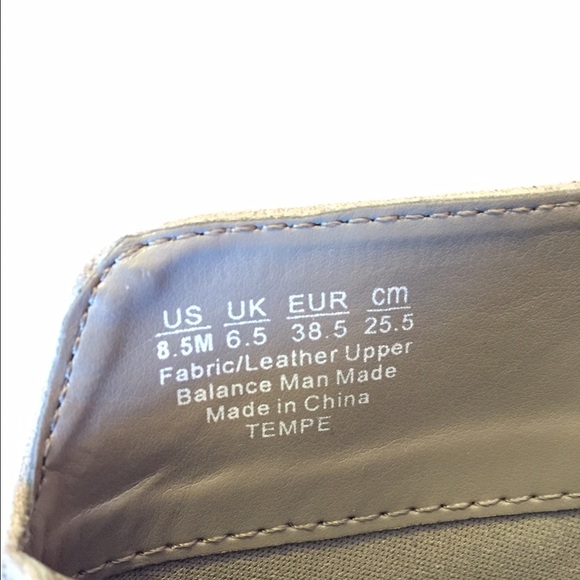 US UK EUR cm
8.5M 6.5 38.5 25.5
Fabric/Leather Upper
Balance Man Made
Made in China
TEMPE